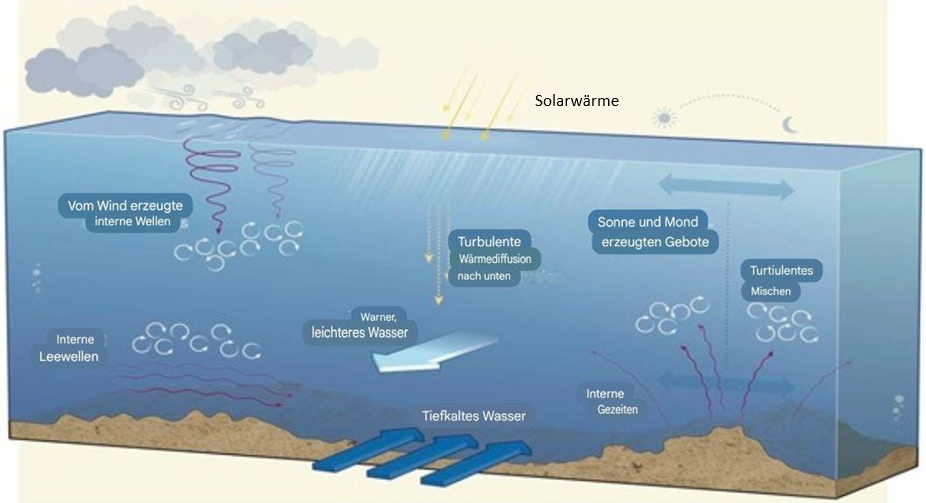 Solarwärme
Vom Wind erzeugte
interne Wellen
Sonne und Mond
erzeugten Gebote
Turbulente
Wärmediffusion
nach unten
Turtiulentes
Mischen
Warner,
leichteres Wasser
Interne
Leewellen
Interne
Gezeiten
Tiefkaltes Wasser